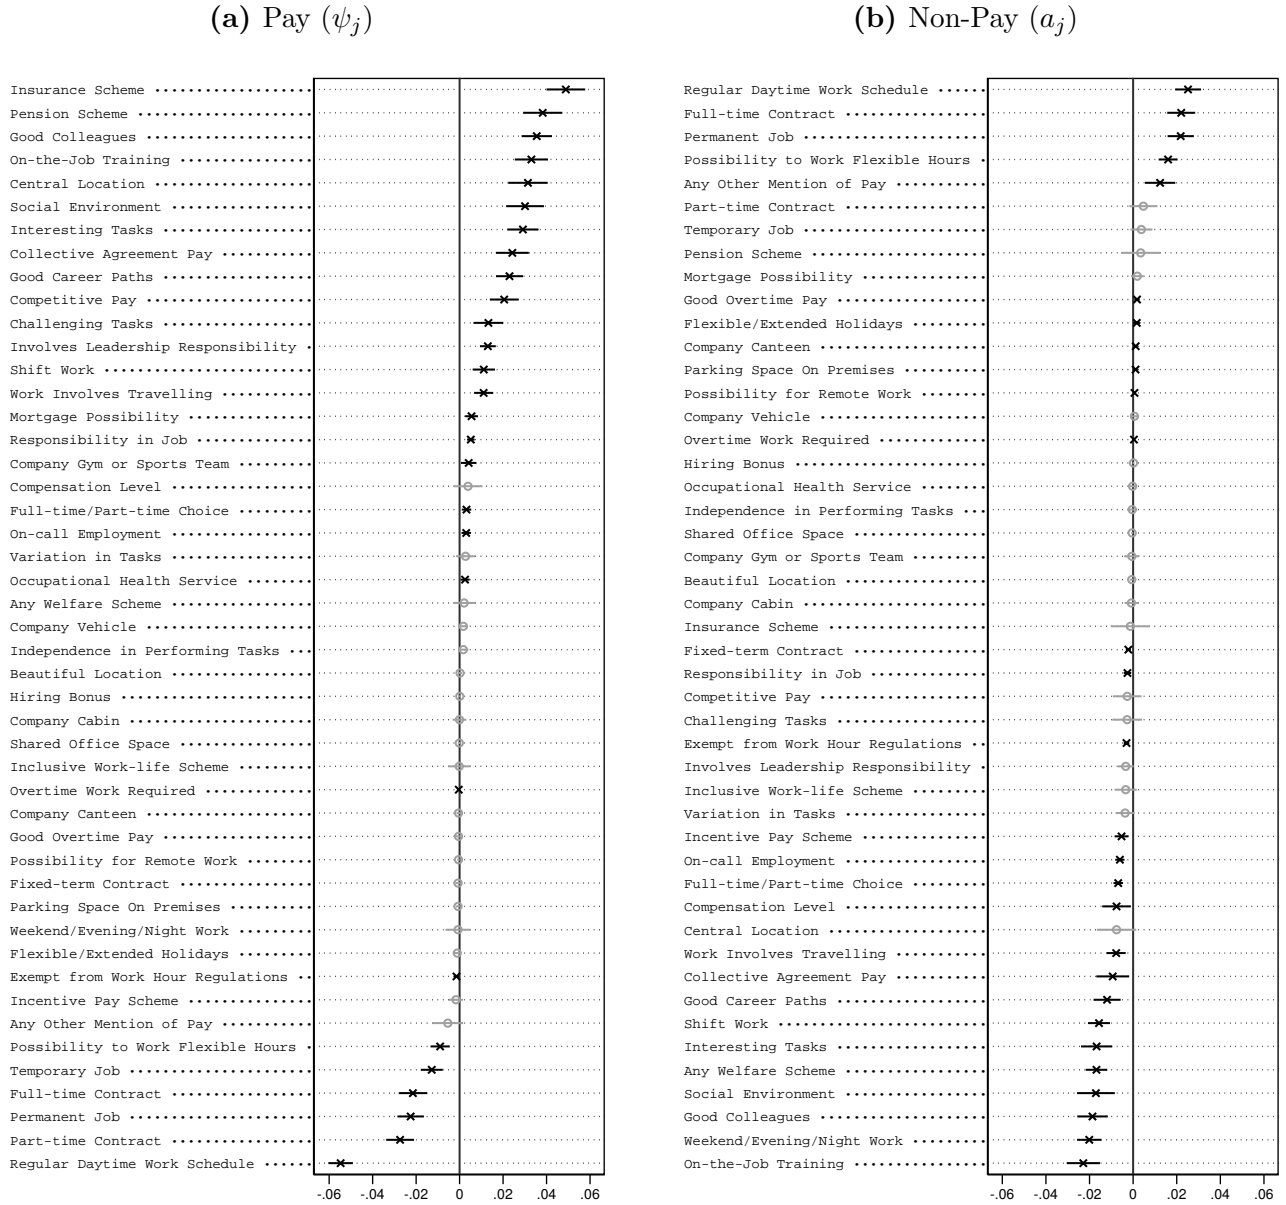 (a) Pay (ψj)
Insurance Scheme
Pension Scheme
Good Colleagues
On-the-Job Training
Central Location
Social Environment
Interesting Tasks
Collective Agreement Pay
Good Career Paths
Competitive Pay
Challenging Tasks
Involves Leadership Responsibility
Shift Work
Work Involves Travelling
Mortgage Possibility
Responsibility in Job
Company Gym or Sports Team
Compensation Level
Full-time/Part-time Choice
On-call Employment
Variation in Tasks
Occupational Health Service
Any Welfare Scheme
Company Vehicle
Independence in Performing Tasks
Beautiful Location
Hiring Bonus
Company Cabin
Shared Office Space
Inclusive Work-life Scheme
Overtime Work Required
Company Canteen
Good Overtime Pay
Possibility for Remote Work
Fixed-term Contract
Parking Space On Premises
Weekend/Evening/Night Work
Flexible/Extended Holidays
Exempt from Work Hour Regulations
Incentive Pay Scheme
Any Other Mention of Pay
Possibility to Work Flexible Hours
Temporary Job
Full-time Contract
Permanent Job
Part-time Contract
Regular Daytime Work Schedule
-.06 -.04 -.02 0 .02 .04 .06
(b) Non-Pay (aj)
Regular Daytime Work Schedule
Full-time Contract
Permanent Job
Possibility to Work Flexible Hours
Any Other Mention of Pay
Part-time Contract
Temporary Job
Pension Scheme
Mortgage Possibility
Good Overtime Pay
Flexible/Extended Holidays
Company Canteen
Parking Space On Premises
Possibility for Remote Work
Company Vehicle
Overtime Work Required
Hiring Bonus
Occupational Health Service
Independence in Performing Tasks
Shared Office Space
Company Gym or Sports Team
Beautiful Location
Company Cabin
Insurance Scheme
Fixed-term Contract
Responsibility in Job
Competitive Pay
Challenging Tasks
Exempt from Work Hour Regulations
Involves Leadership Responsibility
Inclusive Work-life Scheme
Variation in Tasks
Incentive Pay Scheme
On-call Employment
Full-time/Part-time Choice
Compensation Level
Central Location
Work Involves Travelling
Collective Agreement Pay
Good Career Paths
Shift Work
Interesting Tasks
Any Welfare Scheme
Social Environment
Good Colleagues
Weekend/Evening/Night Work
On-the-Job Training
-.06 -.04 -.02 0 .02 .04 .06